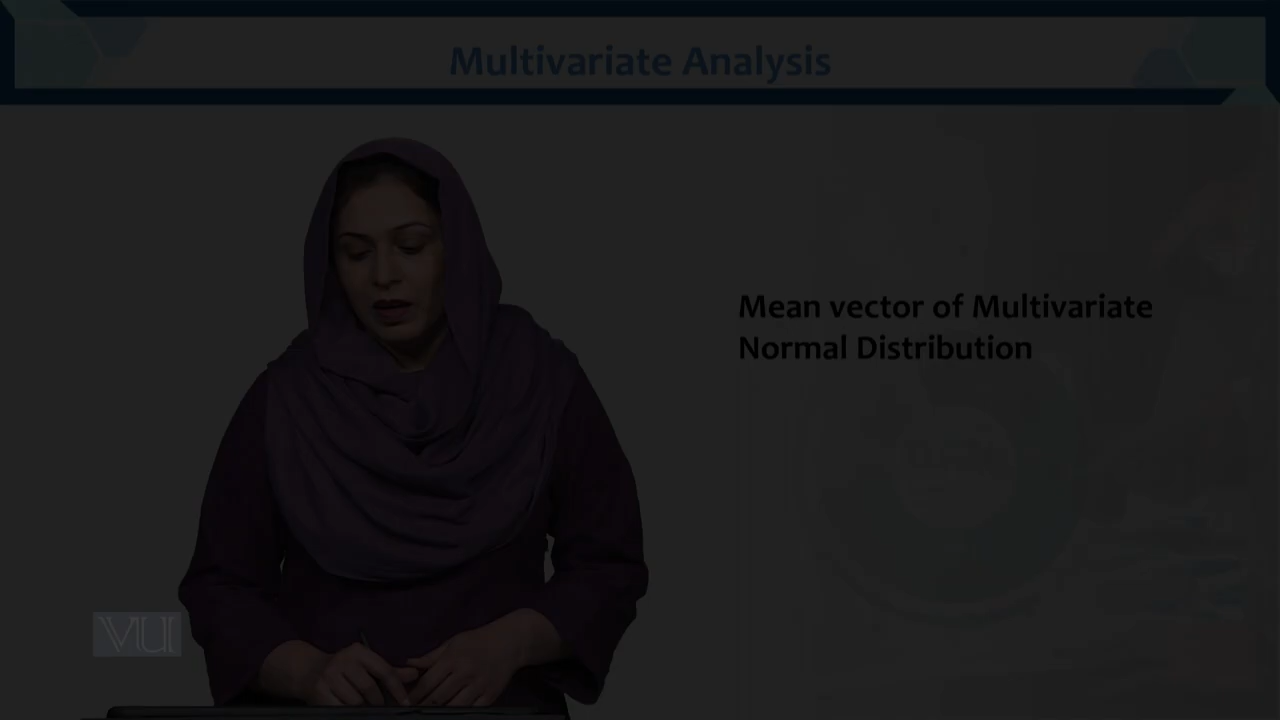 Multivariate Analysis
Mean vector of Multivariate
Normal Distribution
VU